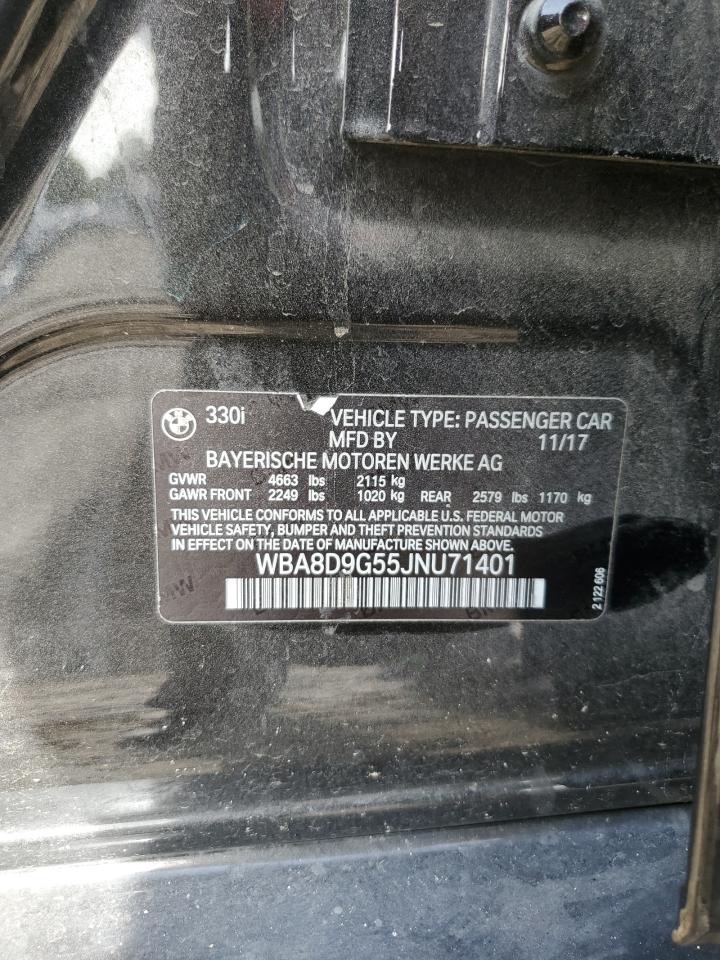 330i VEHICLE TYPE: PASSENGER CAR
MFD BY 11/17
BAYERISCHE MOTOREN WERKE AG
GVWR 4663 lbs 2115 kg
GAWR FRONT 2249 lbs 1020 kg REAR 2579 lbs 1170 kg
THIS VEHICLE CONFORMS TO ALL APPLICABLE U.S. FEDERAL MOTOR
VEHICLE SAFETY, BUMPER AND THEFT PREVENTION STANDARDS
IN EFFECT ON THE DATE OF MANUFACTURE SHOWN ABOVE.
WBA8D9G55JNU71401
2 122 606